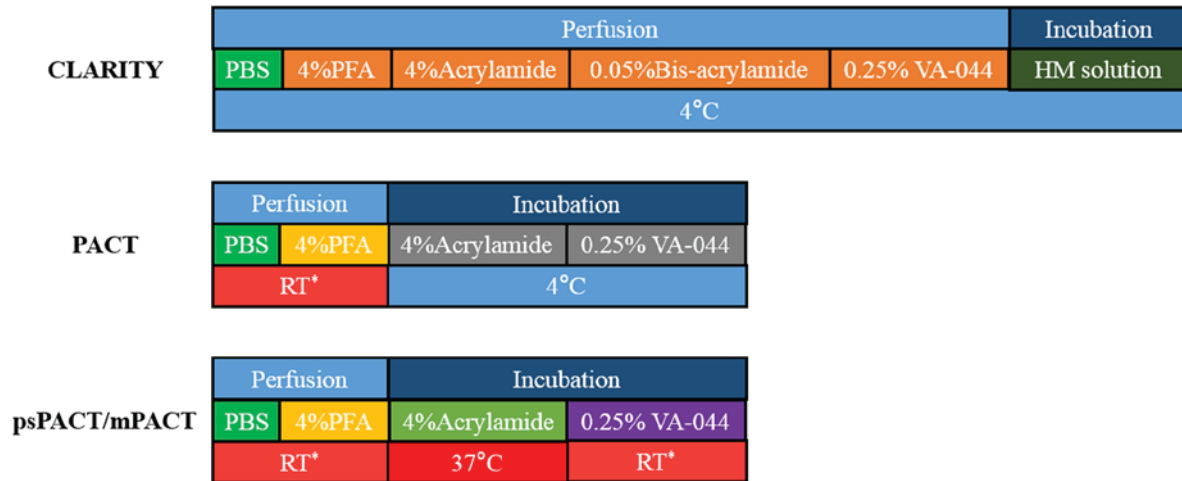 Perfusion Incubation
CLARITY PBS 4%PFA 4%Acrylamide 0.05%Bis-acrylamide 0.25% VA-044 HM solution
4°C
Perfusion Incubation
PACT PBS 4%PFA 4%Acrylamide 0.25% VA-044
RT* 4°C
Perfusion Incubation
psPACT/mPACT PBS 4%PFA 4%Acrylamide 0.25% VA-044
RT* 37°C RT*